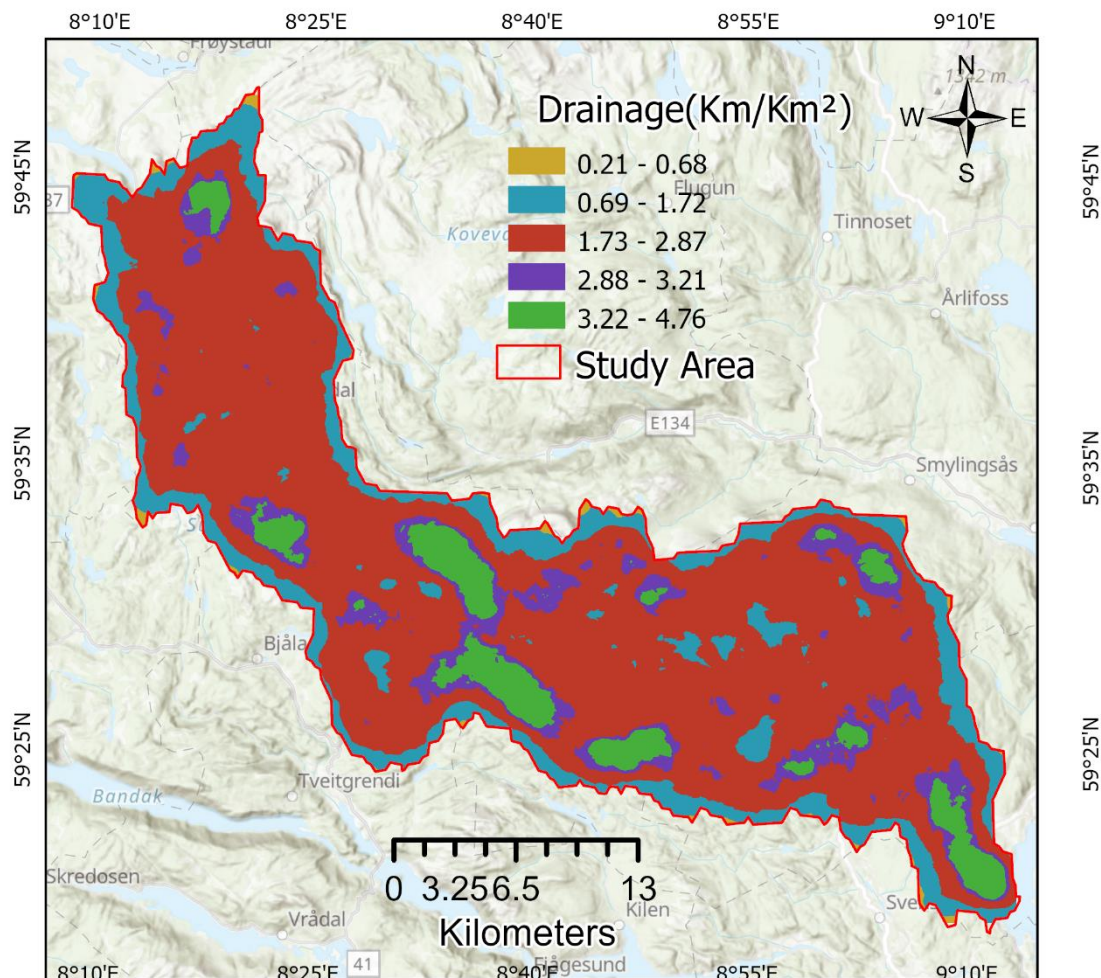 8°10'E 8°25'E 8°40'E 8°55'E 9°10'E
Frøystadl
1342 m
N
W E
S
Drainage(Km/Km²)
0.21 - 0.68
0.69 - 1.72
1.73 - 2.87
2.88 - 3.21
3.22 - 4.76
Study Area
59°45'N
59°45'N
37
Flugun
Tinnoset
Årlifoss
dal
E134
59°35'N
59°35'N
Smylingsås
Bjåla
59°25'N
59°25'N
Tveitgrendi
Bandak
Skredosen
0 3.25 6.5 13
Kilometers
Vrådal
Kilen
41
Fjågesund
8°10'E 8°25'E 8°40'E 8°55'E 9°10'E